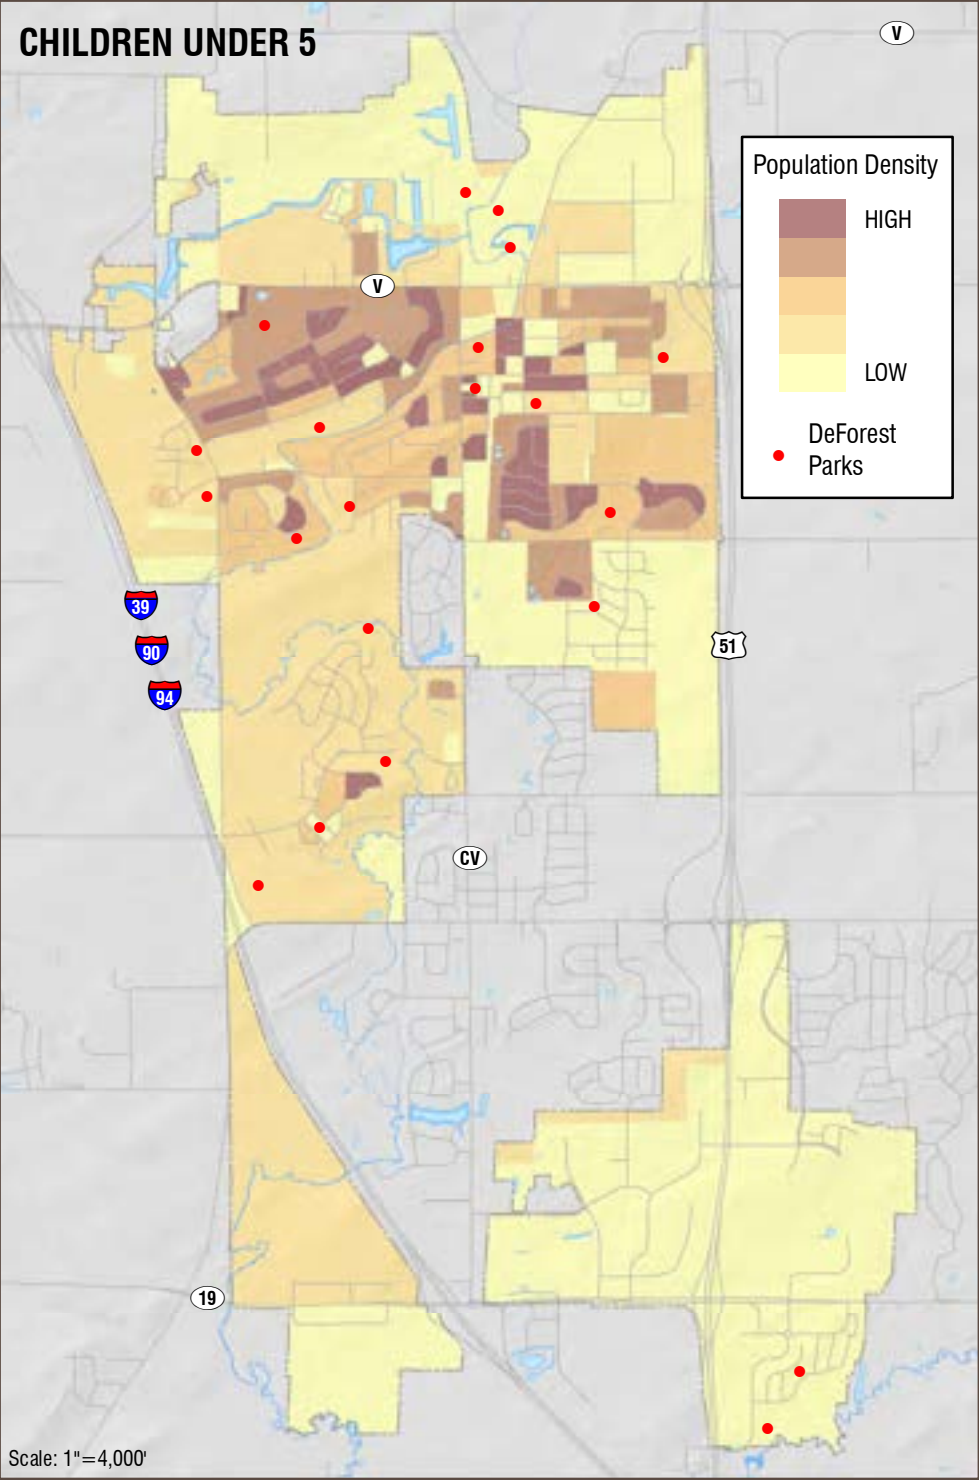 CHILDREN UNDER 5
V
Population Density
HIGH
LOW
DeForest
Parks
V
39
90
94
51
CV
19
Scale: 1"=4,000'